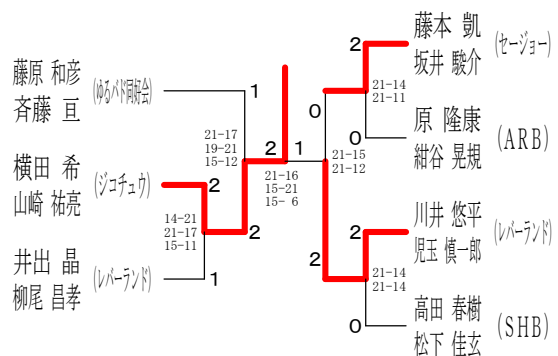 藤原 和彦
斉藤 亘
(ゆるバド同好会)
1
横田 希
山崎 祐亮
(ジコチュウ)
2
14-21
21-17
15-11
井出 晶
柳尾 昌孝
(レバーランド)
1
21-17
19-21
15-12
2
2
21-16
15-21
15- 6
1
藤本 凱
坂井 駿介
(セージョー)
2
21-14
21-11
0
原 隆康
紺谷 晃規
(ARB)
0
21-15
21-12
川井 悠平
児玉 慎一郎
(レバーランド)
2
2
21-14
21-14
高田 春樹
松下 佳玄
(SHB)
0